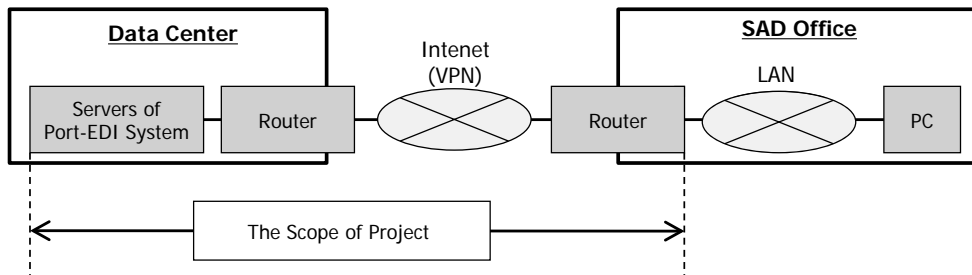 Data Center
SAD Office
Intenet
(VPN)
LAN
Servers of
Port-EDI System
Router
Router
PC
The Scope of Project